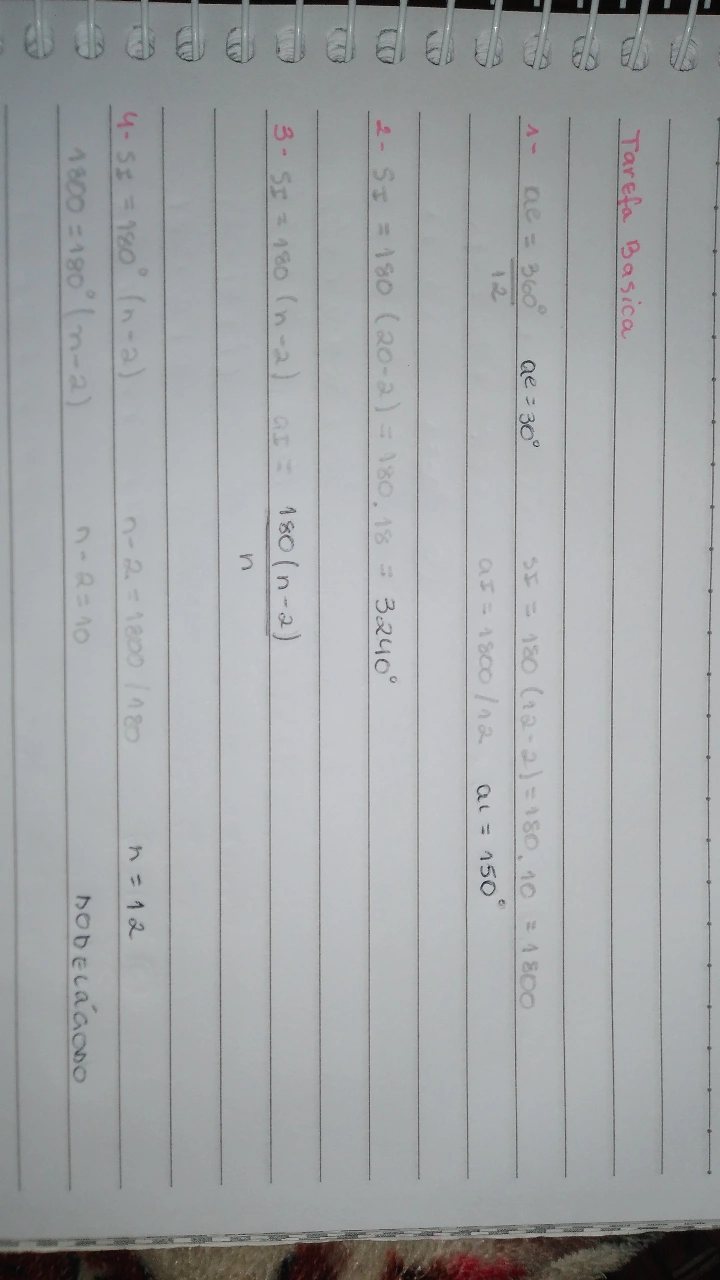 Tarefa Basica
1- ae = 360° ae = 30° SI = 180 (12-2) = 180.10 = 1800
12 aI = 1800/12 ai = 150°
2- SI = 180 (20-2) = 180.18 = 3240°
3- SI = 180 (n-2) aI = 180 (n-2)
n
4- SI = 180° (n-2) n-2 = 1800/180 n = 12
1800 = 180° (n-2) n-2 = 10 DODECÁGONO